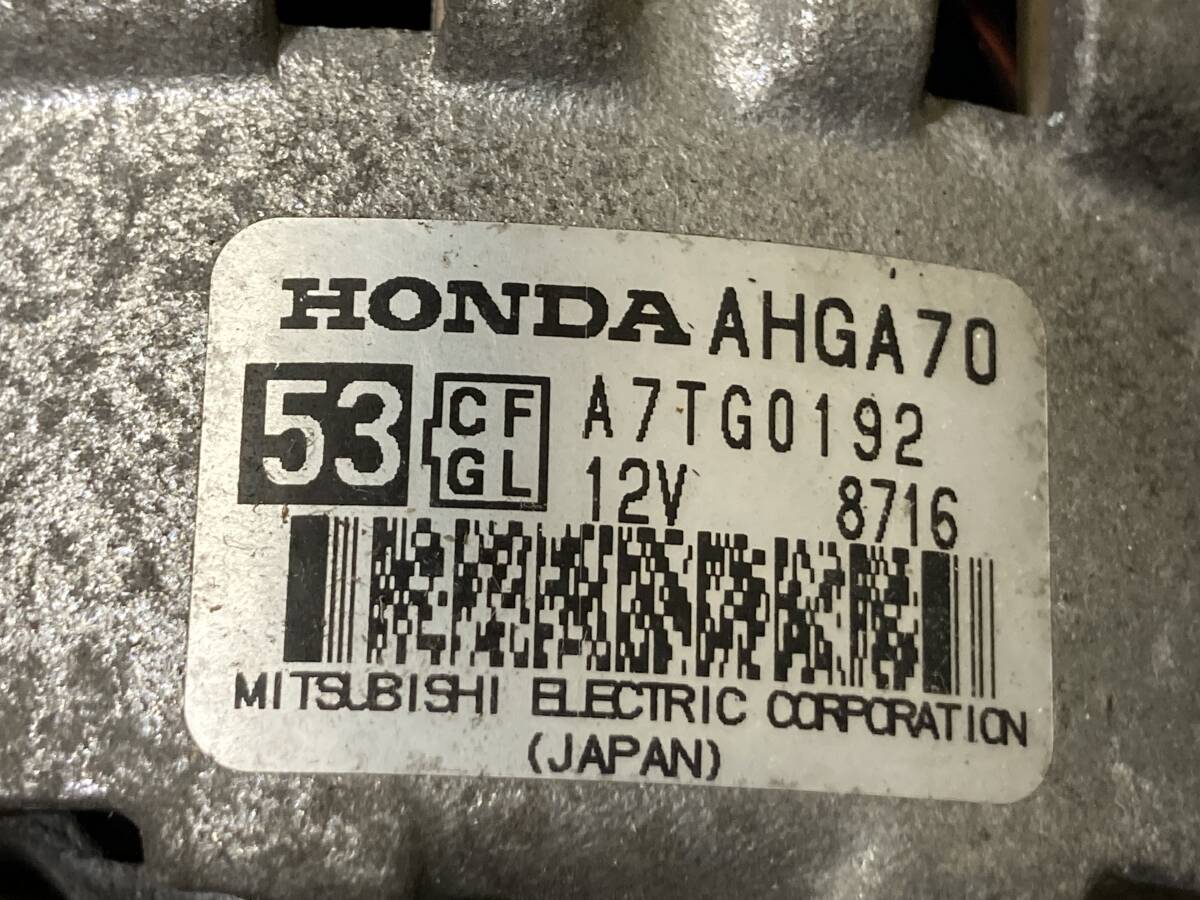 HONDA AHGA70
53 CF A7TG0192
GL 12V 8716
MITSUBISHI ELECTRIC CORPORATION
(JAPAN)